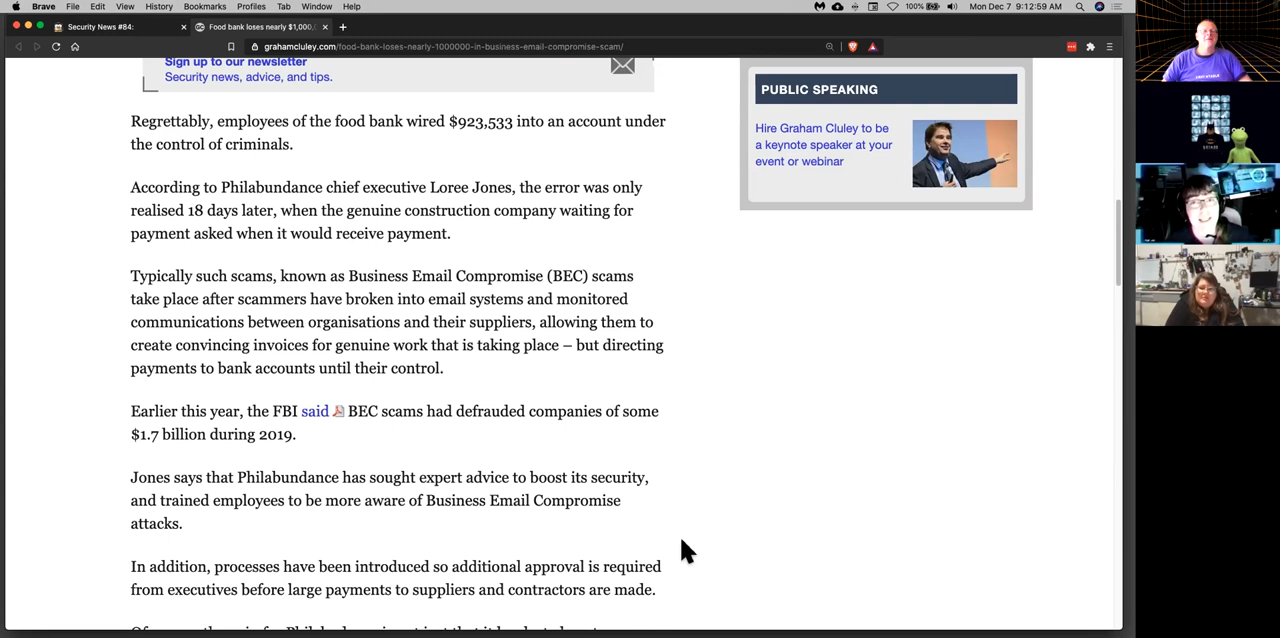 Brave File Edit View History Bookmarks Profiles Tab Window Help 100% Mon Dec 7 9:12:59 AM
Security News #84: Food bank loses nearly $1,000,
grahamcluley.com/food-bank-loses-nearly-1000000-in-business-email-compromise-scam/
Sign up to our newsletter
Security news, advice, and tips.
Regrettably, employees of the food bank wired $923,533 into an account under
the control of criminals.
According to Philabundance chief executive Loree Jones, the error was only
realised 18 days later, when the genuine construction company waiting for
payment asked when it would receive payment.
Typically such scams, known as Business Email Compromise (BEC) scams
take place after scammers have broken into email systems and monitored
communications between organisations and their suppliers, allowing them to
create convincing invoices for genuine work that is taking place – but directing
payments to bank accounts until their control.
Earlier this year, the FBI said BEC scams had defrauded companies of some
$1.7 billion during 2019.
Jones says that Philabundance has sought expert advice to boost its security,
and trained employees to be more aware of Business Email Compromise
attacks.
In addition, processes have been introduced so additional approval is required
from executives before large payments to suppliers and contractors are made.
PUBLIC SPEAKING
Hire Graham Cluley to be
a keynote speaker at your
event or webinar